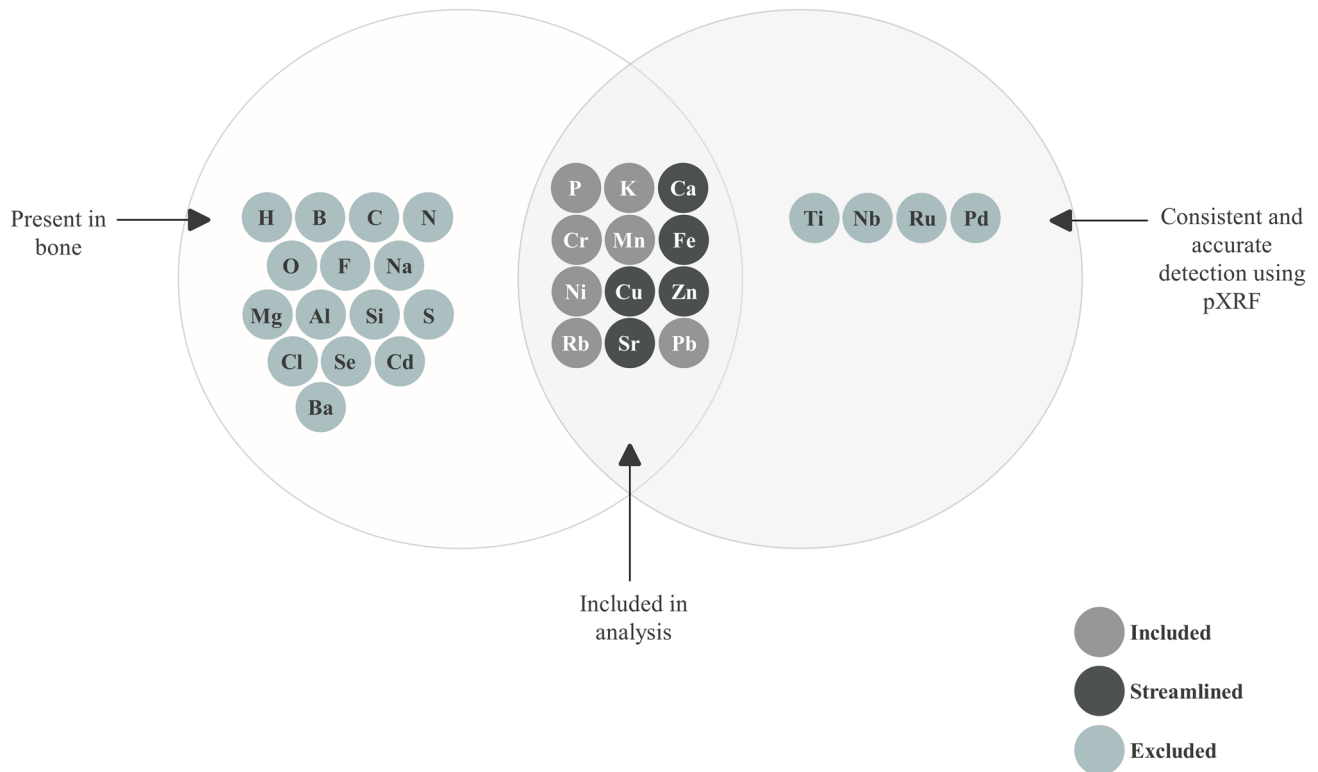 Present in
bone
H B C N
O F Na
Mg Al Si S
Cl Se Cd
Ba
P K Ca
Cr Mn Fe
Ni Cu Zn
Rb Sr Pb
Ti Nb Ru Pd
Consistent and
accurate
detection using
pXRF
Included in
analysis
Included
Streamlined
Excluded